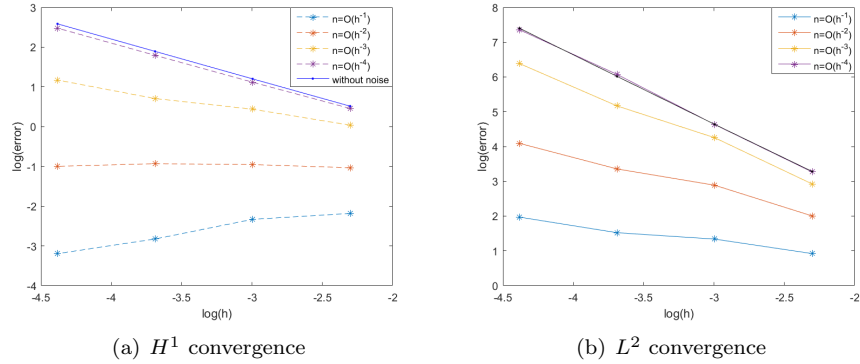 3
2
1
0
-1
-2
-3
-4
log(error)
-4.5 -4 -3.5 -3 -2.5 -2
log(h)
n=O(h⁻¹)
n=O(h⁻²)
n=O(h⁻³)
n=O(h⁻⁴)
without noise
(a) H¹ convergence
8
7
6
5
4
3
2
1
0
log(error)
-4.5 -4 -3.5 -3 -2.5 -2
log(h)
n=O(h⁻¹)
n=O(h⁻²)
n=O(h⁻³)
n=O(h⁻⁴)
(b) L² convergence